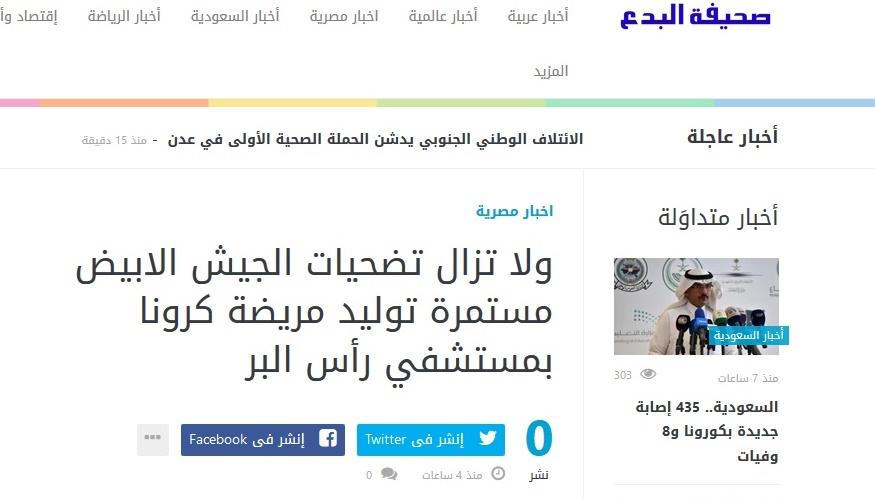 صحيفة البدع
أخبار عربية
أخبار عالمية
اخبار مصرية
أخبار السعودية
أخبار الرياضة
إقتصاد وأ
المزيد
أخبار عاجلة
الائتلاف الوطني الجنوبي يدشن الحملة الصحية الأولى في عدن - منذ 15 دقيقة
أخبار متداوَلة
أخبار السعودية
منذ 7 ساعات
303
السعودية.. 435 إصابة
جديدة بكورونا و8
وفيات
اخبار مصرية
ولا تزال تضحيات الجيش الابيض
مستمرة توليد مريضة كرونا
بمستشفي رأس البر
0
نشر
إنشر فى Twitter
إنشر فى Facebook
منذ 4 ساعات
0